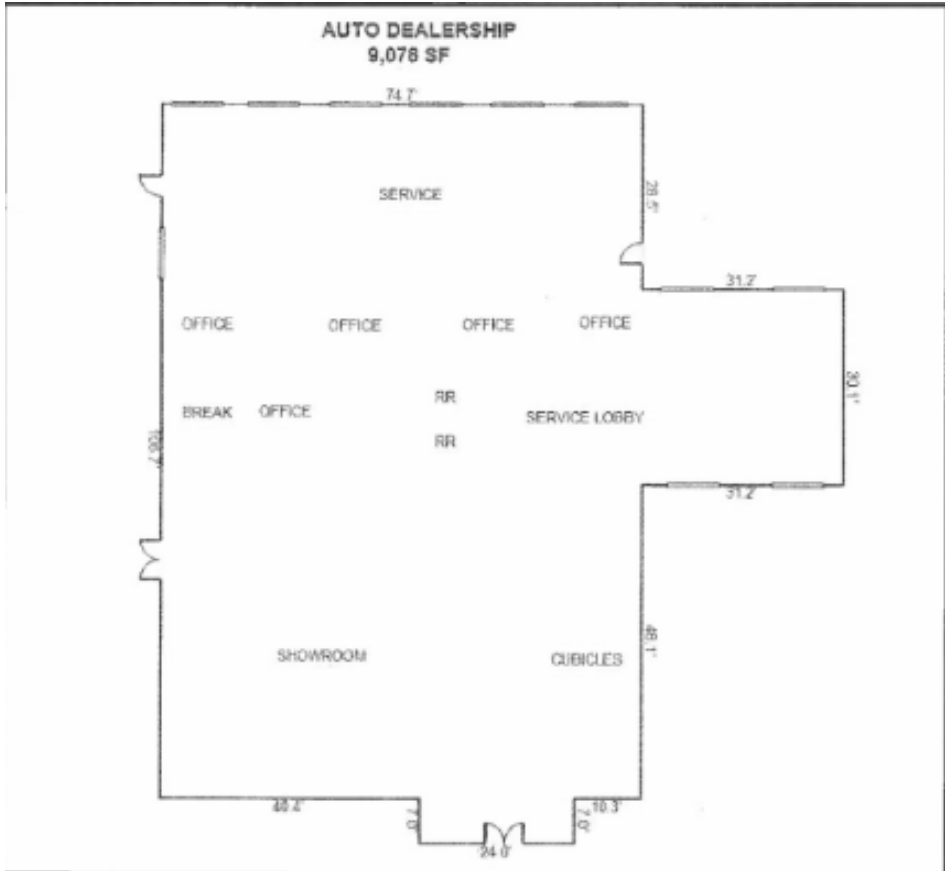 AUTO DEALERSHIP
9,078 SF
74.7'
SERVICE
28.5'
31.2'
OFFICE
OFFICE
OFFICE
OFFICE
30.1'
BREAK
OFFICE
RR
SERVICE LOBBY
RR
106.7'
31.2'
48.1'
SHOWROOM
CUBICLES
40.4'
7.0'
7.0'
10.3'
24.0'